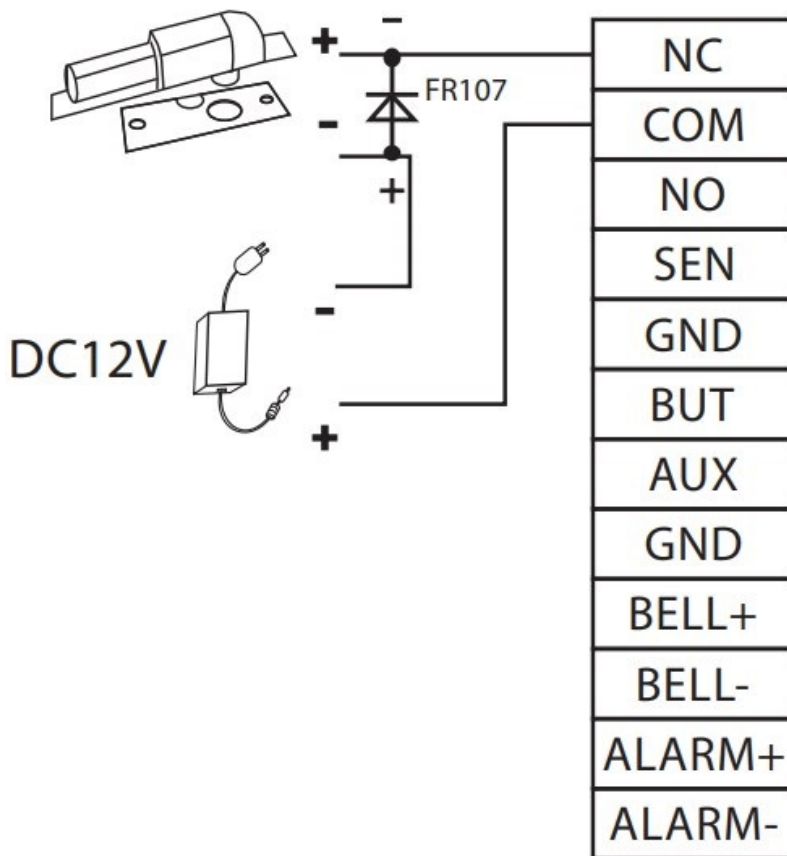 -
+
NC
FR107
COM
-
+
NO
SEN
-
GND
DC12V
BUT
+
AUX
GND
BELL+
BELL-
ALARM+
ALARM-